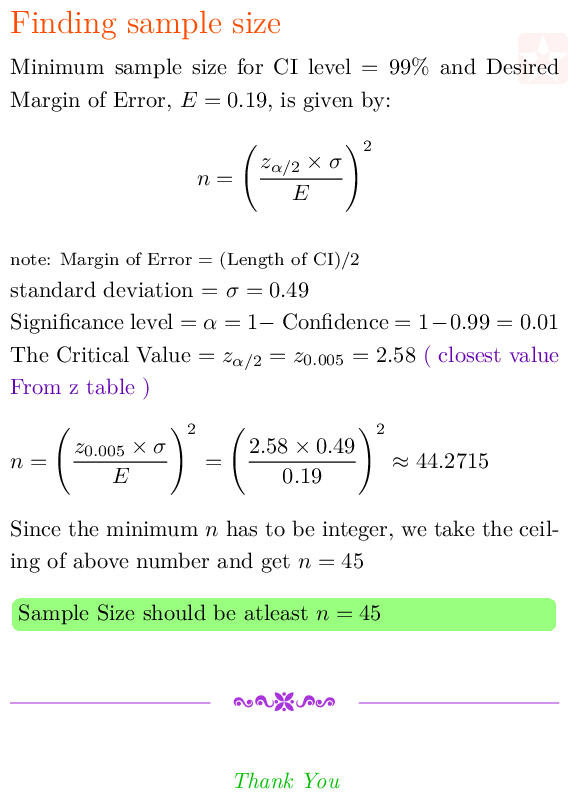 Finding sample size
Minimum sample size for CI level = 99% and Desired
Margin of Error, E = 0.19, is given by:
n = \left( \frac{z_{\alpha/2} \times \sigma}{E} \right)^2
note: Margin of Error = (Length of CI)/2
standard deviation = σ = 0.49
Significance level = α = 1− Confidence = 1−0.99 = 0.01
The Critical Value = z_{α/2} = z_{0.005} = 2.58 ( closest value
From z table )
n = \left( \frac{z_{0.005} \times \sigma}{E} \right)^2 = \left( \frac{2.58 \times 0.49}{0.19} \right)^2 ≈ 44.2715
Since the minimum n has to be integer, we take the ceil-
ing of above number and get n = 45
Sample Size should be atleast n = 45
Thank You